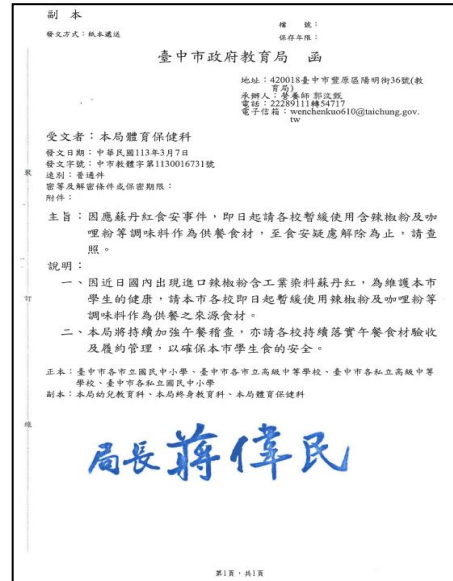 副 本
檔 號：
發文方式：紙本遞送
保存年限：
臺中市政府教育局 函
地址：420018臺中市豐原區陽明街36號(教
育局)
承辦人：營養師 郭汶甄
電話：22289111轉54717
電子信箱：wenchenkuo610@taichung.gov.
tw
受文者：本局體育保健科
發文日期：中華民國113年3月7日
發文字號：中市教體字第1130016731號
速別：普通件
密等及解密條件或保密期限：
附件：
主旨：因應蘇丹紅食安事件，即日起請各校暫緩使用含辣椒粉及咖
哩粉等調味料作為供餐食材，至食安疑慮解除為止，請查
照。
說明：
一、因近日國內出現進口辣椒粉含工業染料蘇丹紅，為維護本市
學生的健康，請本市各校即日起暫緩使用辣椒粉及咖哩粉等
調味料作為供餐之來源食材。
二、本局將持續加強午餐稽查，亦請各校持續落實午餐食材驗收
及履約管理，以確保本市學生食的安全。
正本：臺中市各市立國民中小學、臺中市各市立高級中等學校、臺中市各私立高級中等
學校、臺中市各私立國民中小學
副本：本局幼兒教育科、本局終身教育科、本局體育保健科
局長 蔣偉民
裝
訂
線
第1頁，共1頁